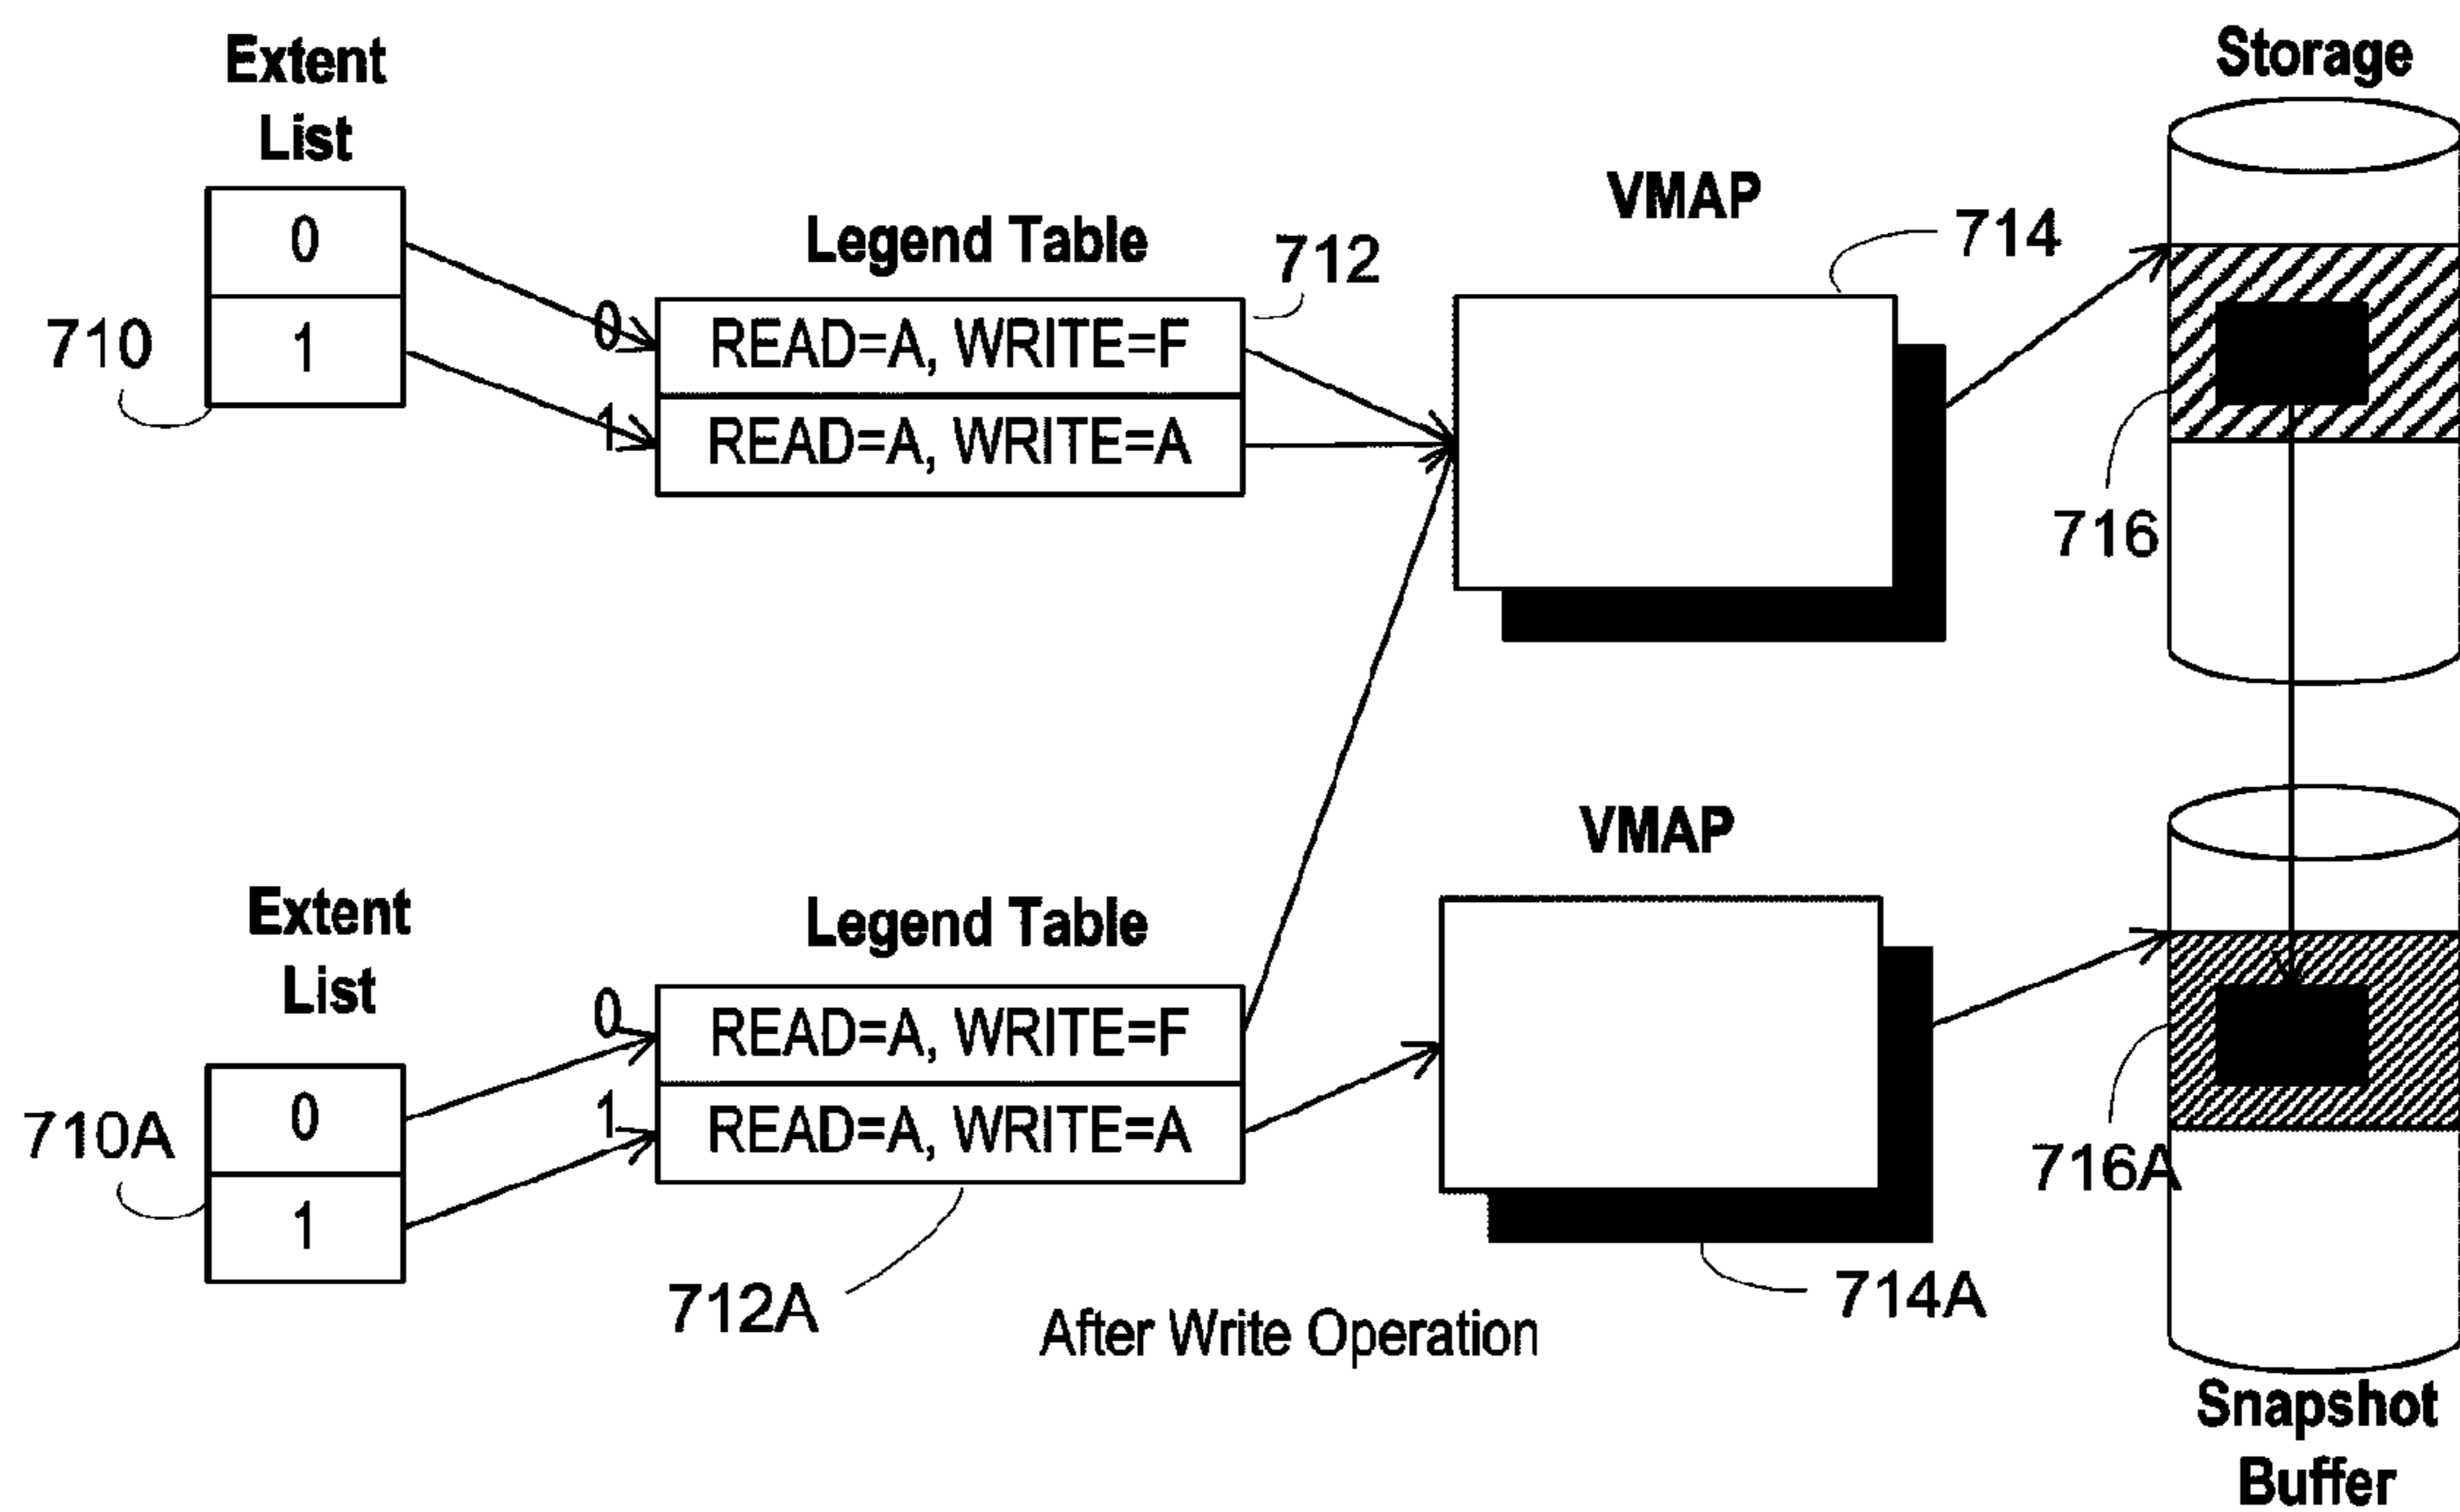 Extent
List
0
1
710
Legend Table
712
0
READ=A, WRITE=F
1
READ=A, WRITE=A
VMAP
714
Storage
716
Extent
List
0
1
710A
Legend Table
0
READ=A, WRITE=F
1
READ=A, WRITE=A
712A
VMAP
714A
716A
After Write Operation
Snapshot
Buffer